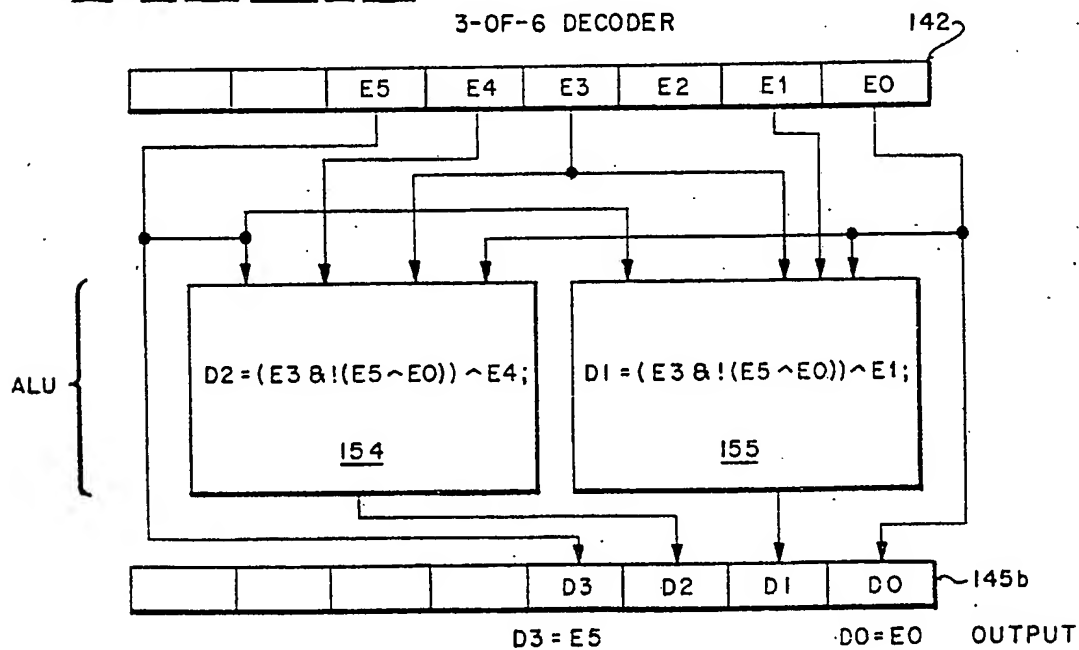 3-OF-6 DECODER
142
E5 E4 E3 E2 E1 E0
ALU
D2=(E3 &!(E5^E0))^E4;
D1=(E3 &!(E5^E0))^E1;
154
155
D3 D2 D1 D0
145b
D3=E5
D0=E0
OUTPUT